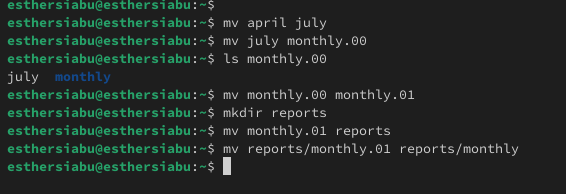 esthersiabu@esthersiabu:~$
esthersiabu@esthersiabu:~$ mv april july
esthersiabu@esthersiabu:~$ mv july monthly.00
esthersiabu@esthersiabu:~$ ls monthly.00
july  monthly
esthersiabu@esthersiabu:~$ mv monthly.00 monthly.01
esthersiabu@esthersiabu:~$ mkdir reports
esthersiabu@esthersiabu:~$ mv monthly.01 reports
esthersiabu@esthersiabu:~$ mv reports/monthly.01 reports/monthly
esthersiabu@esthersiabu:~$